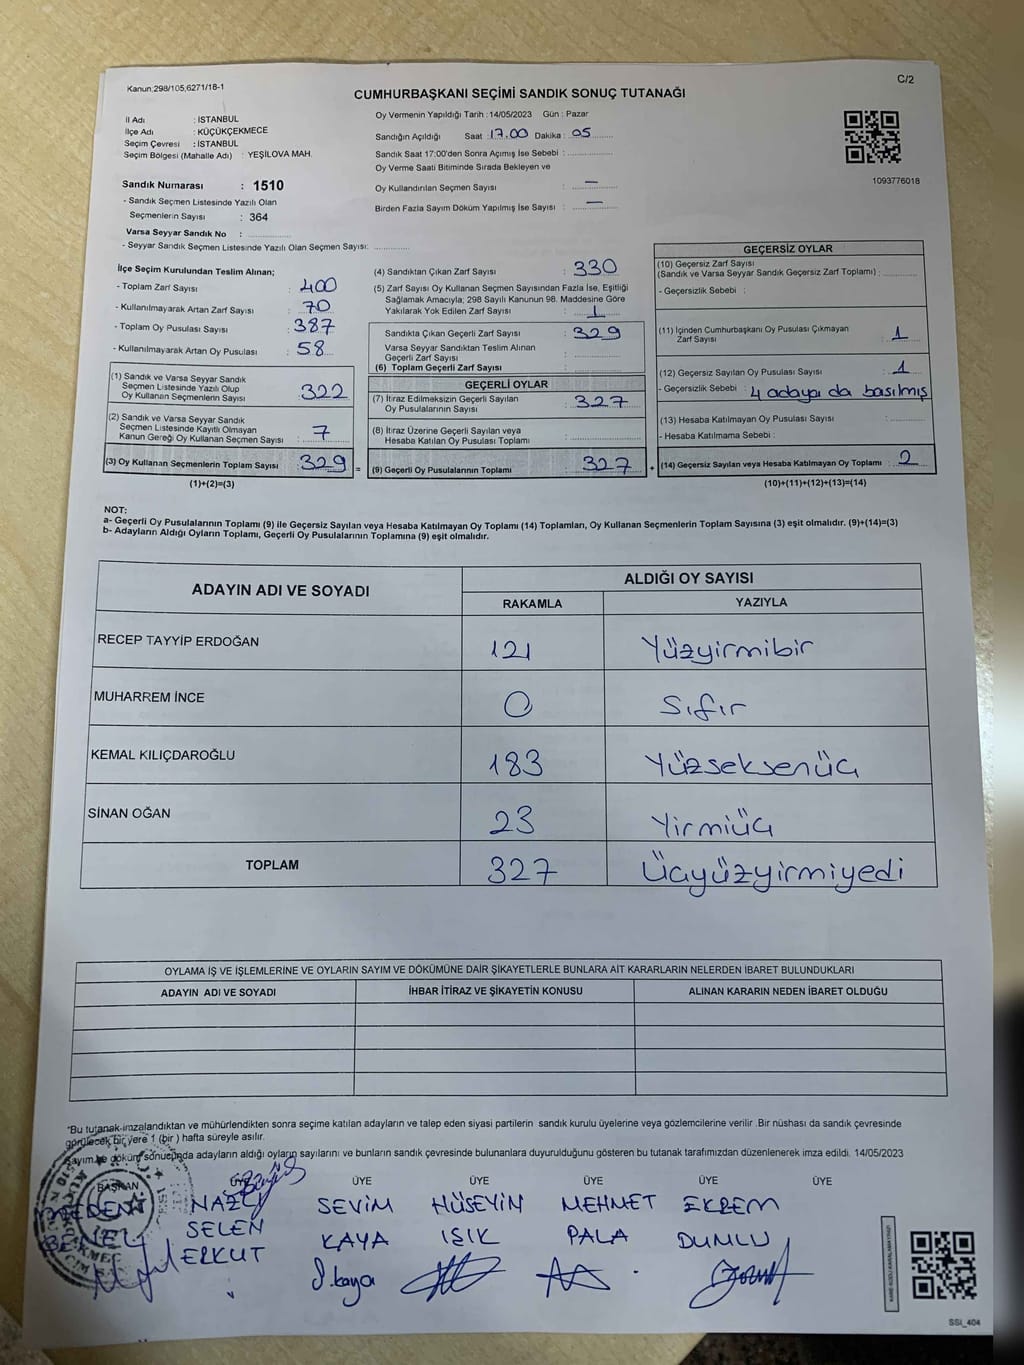 Kanun;298/105,6271/18-1
C/2
CUMHURBAŞKANI SEÇİMİ SANDIK SONUÇ TUTANAĞI
İl Adı : İSTANBUL
İlçe Adı : KÜÇÜKÇEKMECE
Seçim Çevresi : İSTANBUL
Seçim Bölgesi (Mahalle Adı) : YEŞİLOVA MAH.
Sandık Numarası : 1510
- Sandık Seçmen Listesinde Yazılı Olan
Seçmenlerin Sayısı : 364
Varsa Seyyar Sandık No :
- Seyyar Sandık Seçmen Listesinde Yazılı Olan Seçmen Sayısı:
Oy Vermenin Yapıldığı Tarih :14/05/2023 Gün : Pazar
Sandığın Açıldığı Saat :17.00 Dakika : 05
Sandık Saat 17:00'den Sonra Açımış İse Sebebi :
Oy Verme Saati Bitiminde Sırada Bekleyen ve
Oy Kullandırılan Seçmen Sayısı : —
Birden Fazla Sayım Döküm Yapılmış İse Sayısı : —
1093776018
İlçe Seçim Kurulundan Teslim Alınan;
- Toplam Zarf Sayısı : 400
- Kullanılmayarak Artan Zarf Sayısı : 70
- Toplam Oy Pusulası Sayısı : 387
- Kullanılmayarak Artan Oy Pusulası : 58
(1) Sandık ve Varsa Seyyar Sandık
Seçmen Listesinde Yazılı Olup
Oy Kullanan Seçmenlerin Sayısı : 322
(2) Sandık ve Varsa Seyyar Sandık
Seçmen Listesinde Kayıtlı Olmayan
Kanun Gereği Oy Kullanan Seçmen Sayısı : 7
(3) Oy Kullanan Seçmenlerin Toplam Sayısı : 329 =
(1)+(2)=(3)
(4) Sandıktan Çıkan Zarf Sayısı : 330
(5) Zarf Sayısı Oy Kullanan Seçmen Sayısından Fazla İse, Eşitliği
Sağlamak Amacıyla, 298 Sayılı Kanunun 98. Maddesine Göre
Yakılarak Yok Edilen Zarf Sayısı : 1
Sandıkta Çıkan Geçerli Zarf Sayısı : 329
Varsa Seyyar Sandıktan Teslim Alınan
Geçerli Zarf Sayısı :
(6) Toplam Geçerli Zarf Sayısı
GEÇERLİ OYLAR
(7) İtiraz Edilmeksizin Geçerli Sayılan
Oy Pusulalarının Sayısı : 327
(8) İtiraz Üzerine Geçerli Sayılan veya
Hesaba Katılan Oy Pusulası Toplamı :
(9) Geçerli Oy Pusulalarının Toplamı : 327 +
GEÇERSİZ OYLAR
(10) Geçersiz Zarf Sayısı
(Sandık ve Varsa Seyyar Sandık Geçersiz Zarf Toplamı) :
- Geçersizlik Sebebi :
(11) İçinden Cumhurbaşkanı Oy Pusulası Çıkmayan
Zarf Sayısı : 1
(12) Geçersiz Sayılan Oy Pusulası Sayısı : 1
- Geçersizlik Sebebi : 4 adaya da basılmış
(13) Hesaba Katılmayan Oy Pusulası Sayısı :
- Hesaba Katılmama Sebebi :
(14) Geçersiz Sayılan veya Hesaba Katılmayan Oy Toplamı : 2
(10)+(11)+(12)+(13)=(14)
NOT:
a- Geçerli Oy Pusulalarının Toplamı (9) ile Geçersiz Sayılan veya Hesaba Katılmayan Oy Toplamı (14) Toplamları, Oy Kullanan Seçmenlerin Toplam Sayısına (3) eşit olmalıdır. (9)+(14)=(3)
b- Adayların Aldığı Oyların Toplamı, Geçerli Oy Pusulalarının Toplamına (9) eşit olmalıdır.
ADAYIN ADI VE SOYADI ALDIĞI OY SAYISI
RAKAMLA YAZIYLA
RECEP TAYYİP ERDOĞAN 121 Yüzyirmibir
MUHARREM İNCE 0 Sıfır
KEMAL KILIÇDAROĞLU 183 Yüzseksenüç
SİNAN OĞAN 23 Yirmiüç
TOPLAM 327 Üçyüzyirmiyedi
OYLAMA İŞ VE İŞLEMLERİNE VE OYLARIN SAYIM VE DÖKÜMÜNE DAİR ŞİKAYETLERLE BUNLARA AİT KARARLARIN NELERDEN İBARET BULUNDUKLARI
ADAYIN ADI VE SOYADI İHBAR İTİRAZ VE ŞİKAYETİN KONUSU ALINAN KARARIN NEDEN İBARET OLDUĞU
*Bu tutanak imzalandıktan ve mühürlendikten sonra seçime katılan adayların ve talep eden siyasi partilerin sandık kurulu üyelerine veya gözlemcilerine verilir .Bir nüshası da sandık çevresinde
görülecek bir yere 1 (bir ) hafta süreyle asılır.
Sayım ve döküm sonucunda adayların aldığı oyların sayılarını ve bunların sandık çevresinde bulunanlara duyurulduğunu gösteren bu tutanak tarafımızdan düzenlenerek imza edildi. 14/05/2023
BAŞKAN ÜYE ÜYE ÜYE ÜYE ÜYE ÜYE
NAZLI SEVİM HÜSEYİN MEHMET EKREM
SELEN KAYA IŞIK PALA DUMLU
ERKUT
S.kaya
KARE KODU KARALAMAYINIZ!
SSI_404